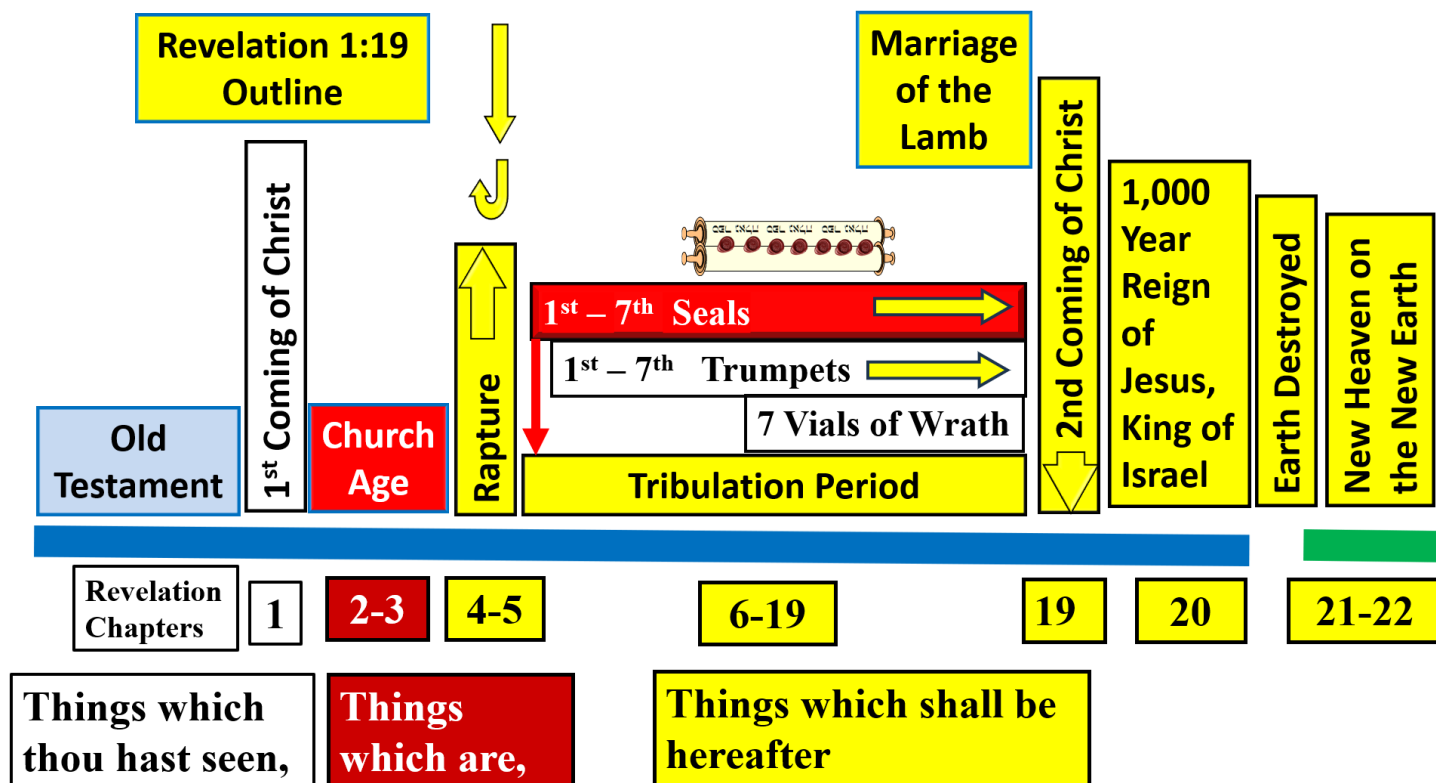 Revelation 1:19
Outline
Marriage
of the
Lamb
Old
Testament
1st Coming of Christ
Church
Age
Rapture
1st – 7th Seals
1st – 7th Trumpets
7 Vials of Wrath
Tribulation Period
2nd Coming of Christ
1,000
Year
Reign
of
Jesus,
King of
Israel
Earth Destroyed
New Heaven on
the New Earth
Revelation
Chapters
1
2-3
4-5
6-19
19
20
21-22
Things which
thou hast seen,
Things
which are,
Things which shall be
hereafter